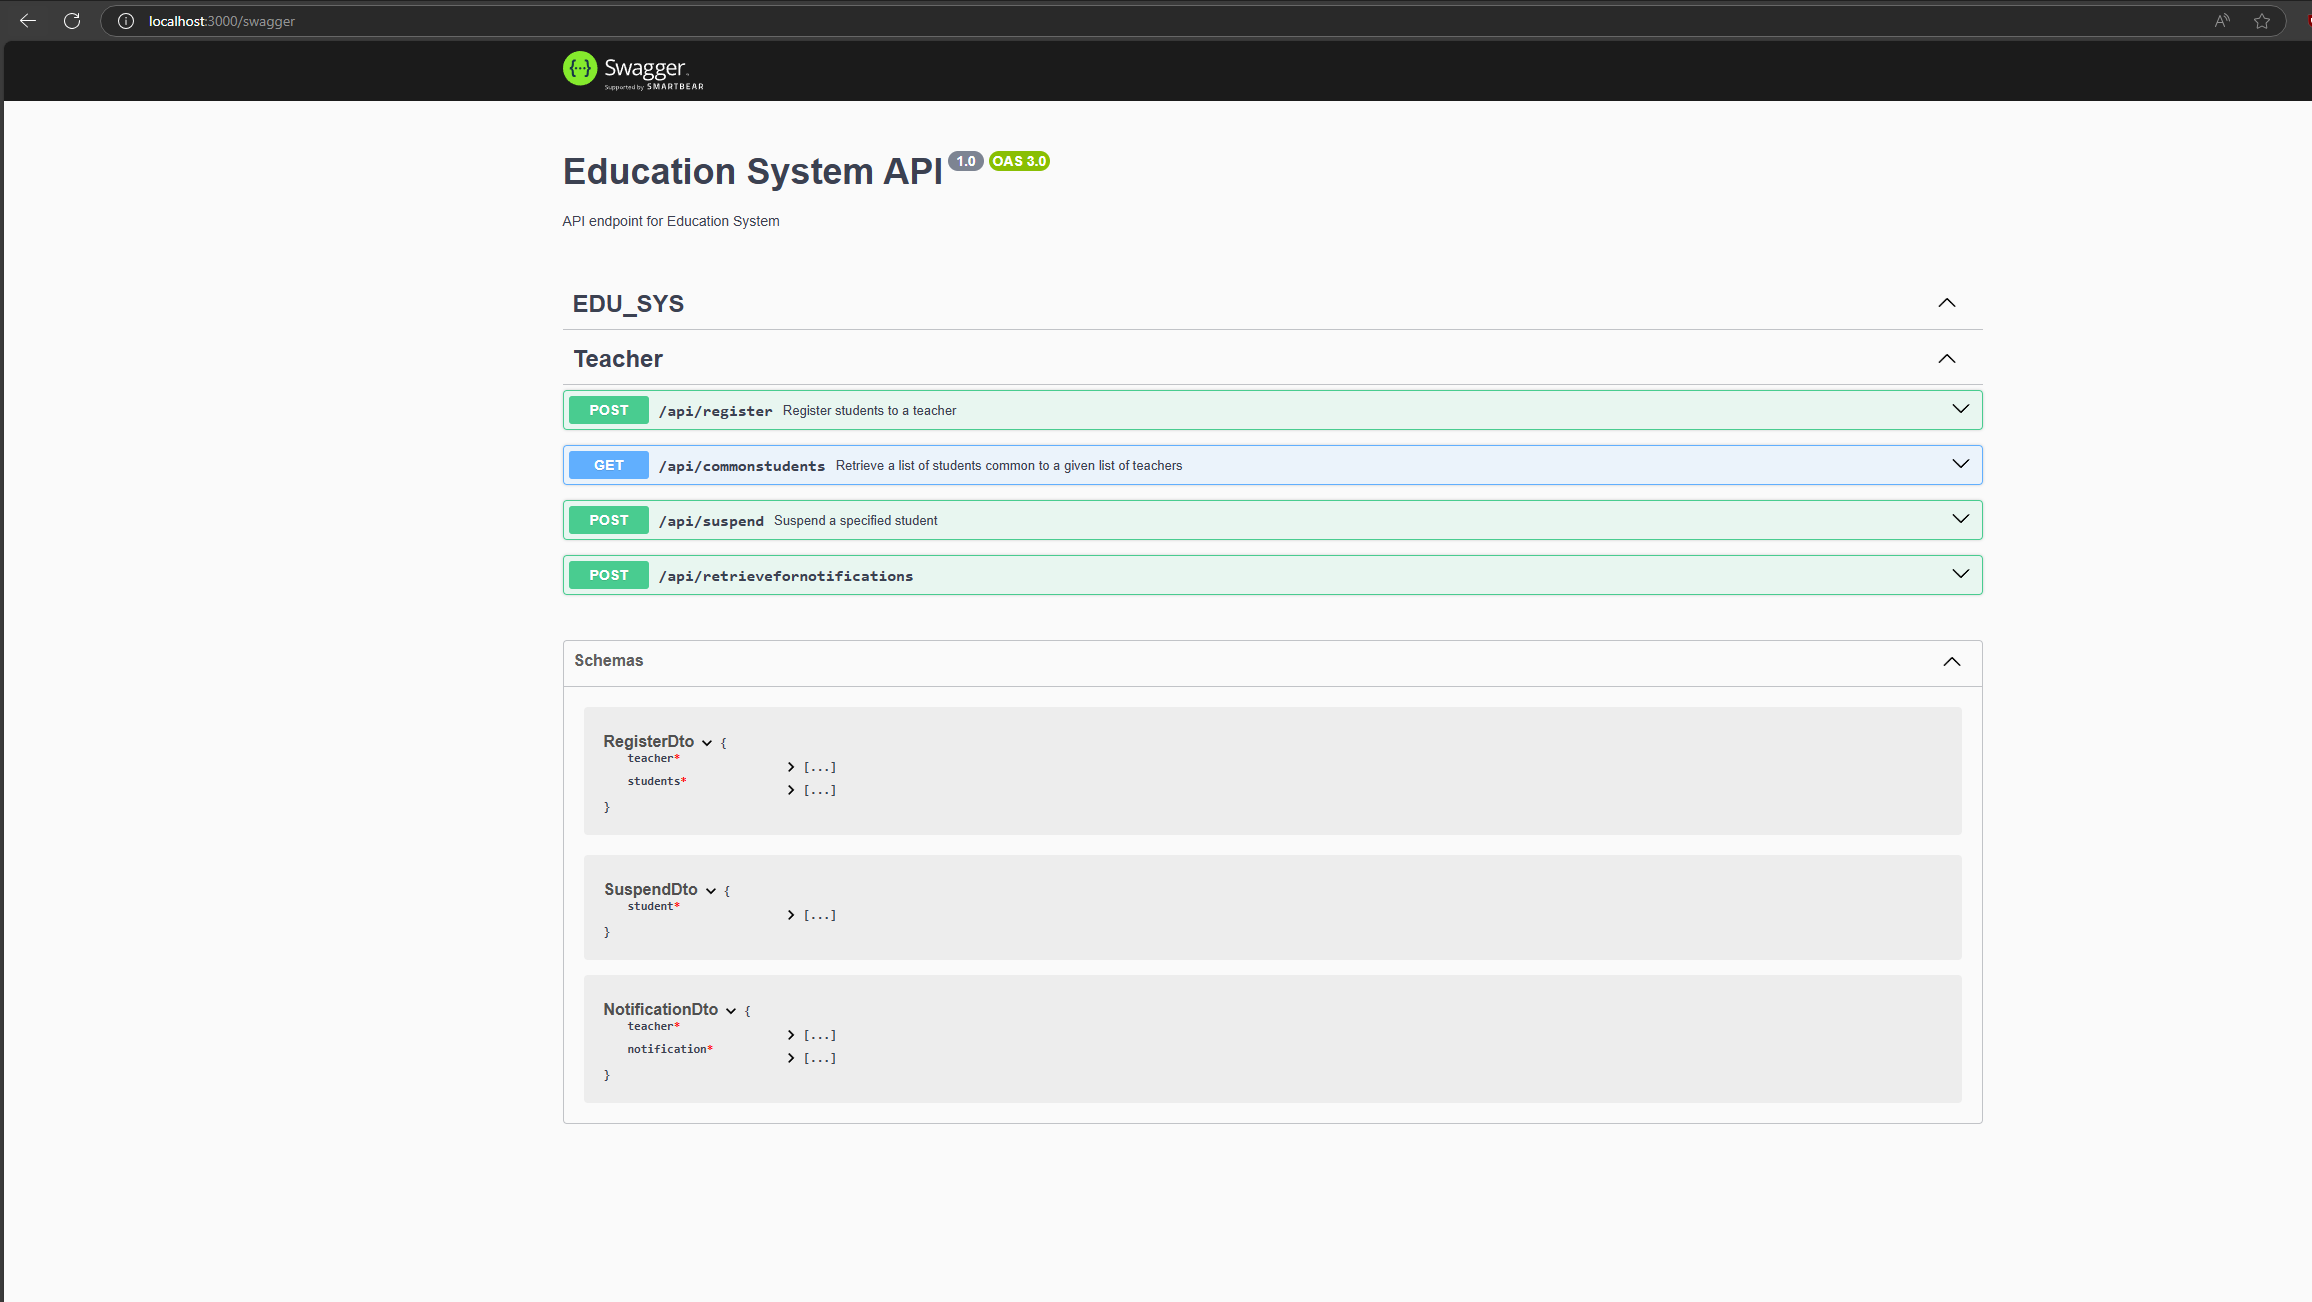 localhost:3000/swagger
Swagger
Supported by SMARTBEAR
Education System API 1.0 OAS 3.0
API endpoint for Education System
EDU_SYS
Teacher
POST /api/register Register students to a teacher
GET /api/commonstudents Retrieve a list of students common to a given list of teachers
POST /api/suspend Suspend a specified student
POST /api/retrievefornotifications
Schemas
RegisterDto {
teacher*
[...]
students*
[...]
}
SuspendDto {
student*
[...]
}
NotificationDto {
teacher*
[...]
notification*
[...]
}